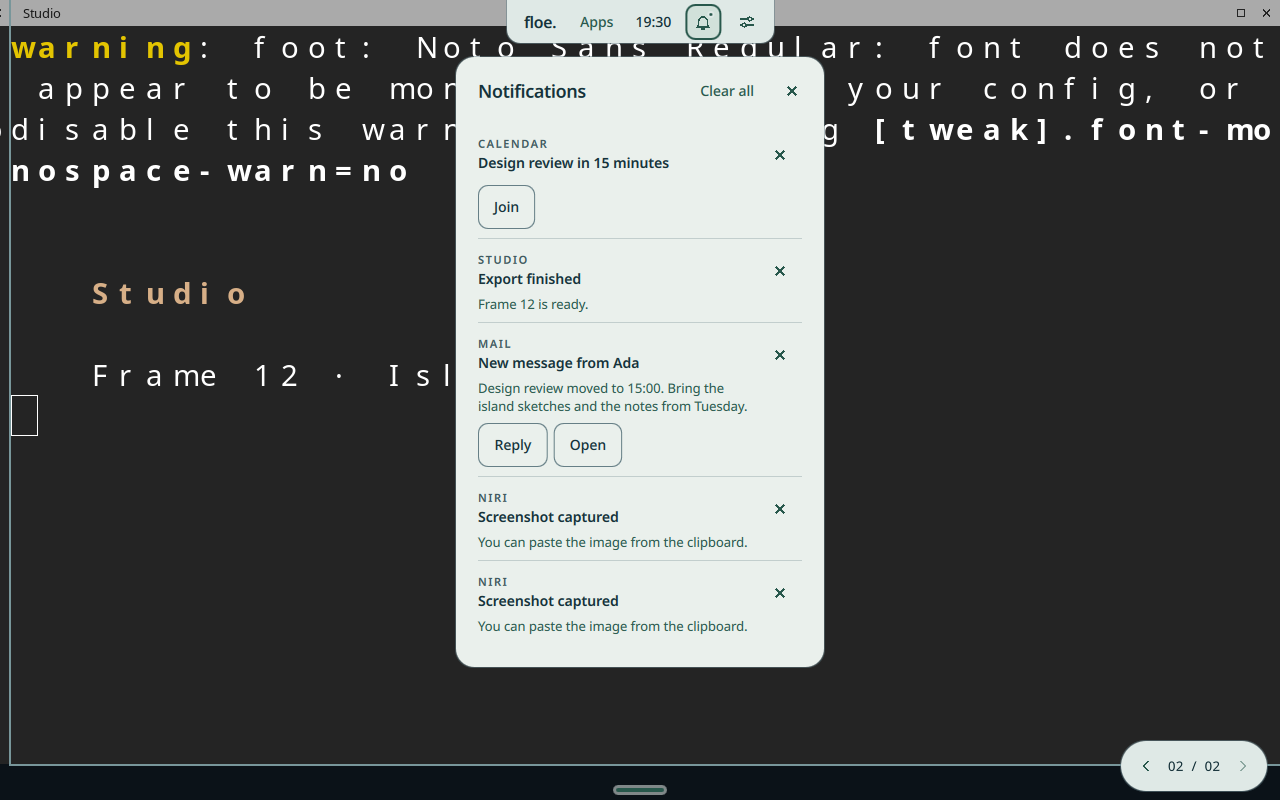 Studio
floe. Apps 19:30
warning: foot: Noto Sans Regular: font does not
appear to be mon your config, or
disable this warn g [tweak].font-mo
nospace-warn=no
Studio
Frame 12 · Isl
Notifications Clear all
CALENDAR
Design review in 15 minutes
Join
STUDIO
Export finished
Frame 12 is ready.
MAIL
New message from Ada
Design review moved to 15:00. Bring the
island sketches and the notes from Tuesday.
Reply Open
NIRI
Screenshot captured
You can paste the image from the clipboard.
NIRI
Screenshot captured
You can paste the image from the clipboard.
02 / 02